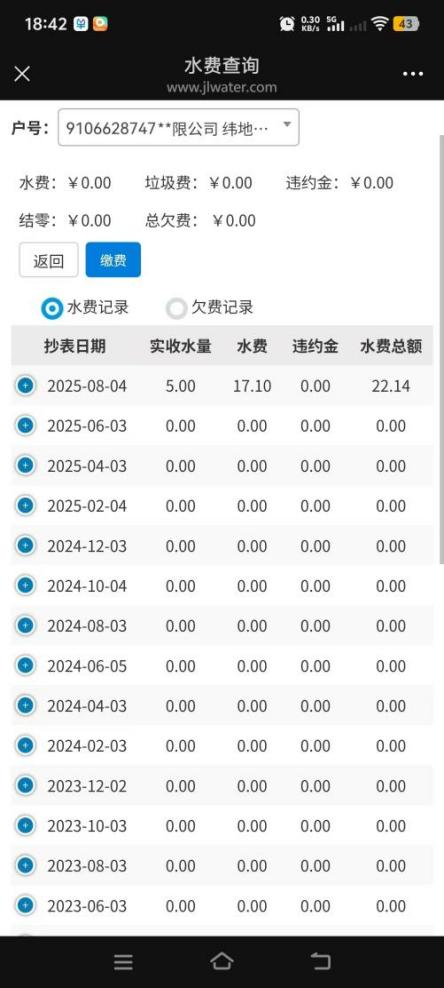 18:42 0.30 KB/s 5G 43
水费查询
www.jlwater.com
户号： 9106628747**限公司 纬地…
水费：￥0.00 垃圾费：￥0.00 违约金：￥0.00
结零：￥0.00 总欠费：￥0.00
返回 缴费
水费记录 欠费记录
抄表日期 实收水量 水费 违约金 水费总额
2025-08-04 5.00 17.10 0.00 22.14
2025-06-03 0.00 0.00 0.00 0.00
2025-04-03 0.00 0.00 0.00 0.00
2025-02-04 0.00 0.00 0.00 0.00
2024-12-03 0.00 0.00 0.00 0.00
2024-10-04 0.00 0.00 0.00 0.00
2024-08-03 0.00 0.00 0.00 0.00
2024-06-05 0.00 0.00 0.00 0.00
2024-04-03 0.00 0.00 0.00 0.00
2024-02-03 0.00 0.00 0.00 0.00
2023-12-02 0.00 0.00 0.00 0.00
2023-10-03 0.00 0.00 0.00 0.00
2023-08-03 0.00 0.00 0.00 0.00
2023-06-03 0.00 0.00 0.00 0.00